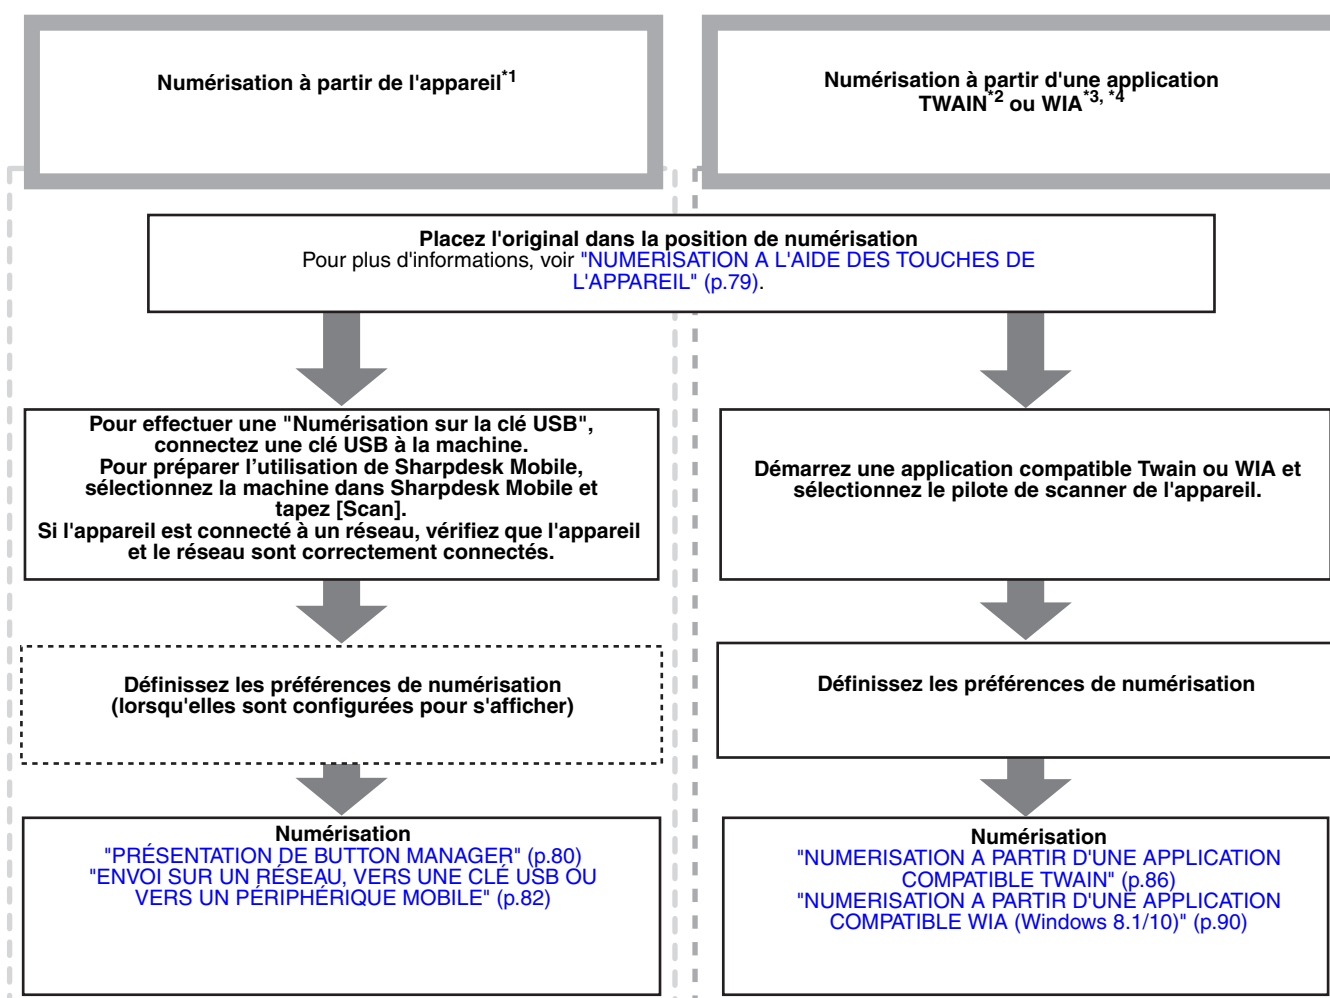 Numérisation à partir de l'appareil*1
Numérisation à partir d'une application
TWAIN*2 ou WIA*3, *4
Placez l'original dans la position de numérisation
Pour plus d'informations, voir "NUMERISATION A L'AIDE DES TOUCHES DE
L'APPAREIL" (p.79).
Pour effectuer une "Numérisation sur la clé USB",
connectez une clé USB à la machine.
Pour préparer l’utilisation de Sharpdesk Mobile,
sélectionnez la machine dans Sharpdesk Mobile et
tapez [Scan].
Si l'appareil est connecté à un réseau, vérifiez que l'appareil
et le réseau sont correctement connectés.
Démarrez une application compatible Twain ou WIA et
sélectionnez le pilote de scanner de l'appareil.
Définissez les préférences de numérisation
(lorsqu'elles sont configurées pour s'afficher)
Définissez les préférences de numérisation
Numérisation
"PRÉSENTATION DE BUTTON MANAGER" (p.80)
"ENVOI SUR UN RÉSEAU, VERS UNE CLÉ USB OU
VERS UN PÉRIPHÉRIQUE MOBILE" (p.82)
Numérisation
"NUMERISATION A PARTIR D'UNE APPLICATION
COMPATIBLE TWAIN" (p.86)
"NUMERISATION A PARTIR D'UNE APPLICATION
COMPATIBLE WIA (Windows 8.1/10)" (p.90)